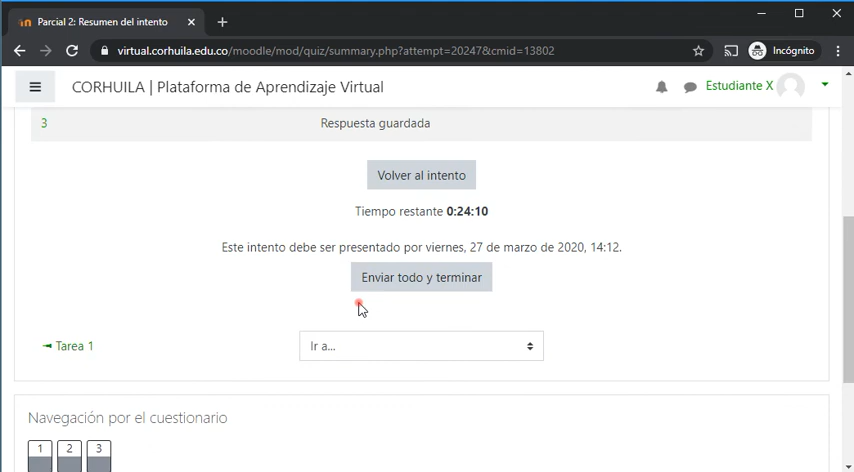 Parcial 2: Resumen del intento
virtual.corhuila.edu.co/moodle/mod/quiz/summary.php?attempt=20247&cmid=13802
Incógnito
CORHUILA | Plataforma de Aprendizaje Virtual
Estudiante X
3 Respuesta guardada
Volver al intento
Tiempo restante 0:24:10
Este intento debe ser presentado por viernes, 27 de marzo de 2020, 14:12.
Enviar todo y terminar
◄ Tarea 1
Ir a...
Navegación por el cuestionario
1 2 3